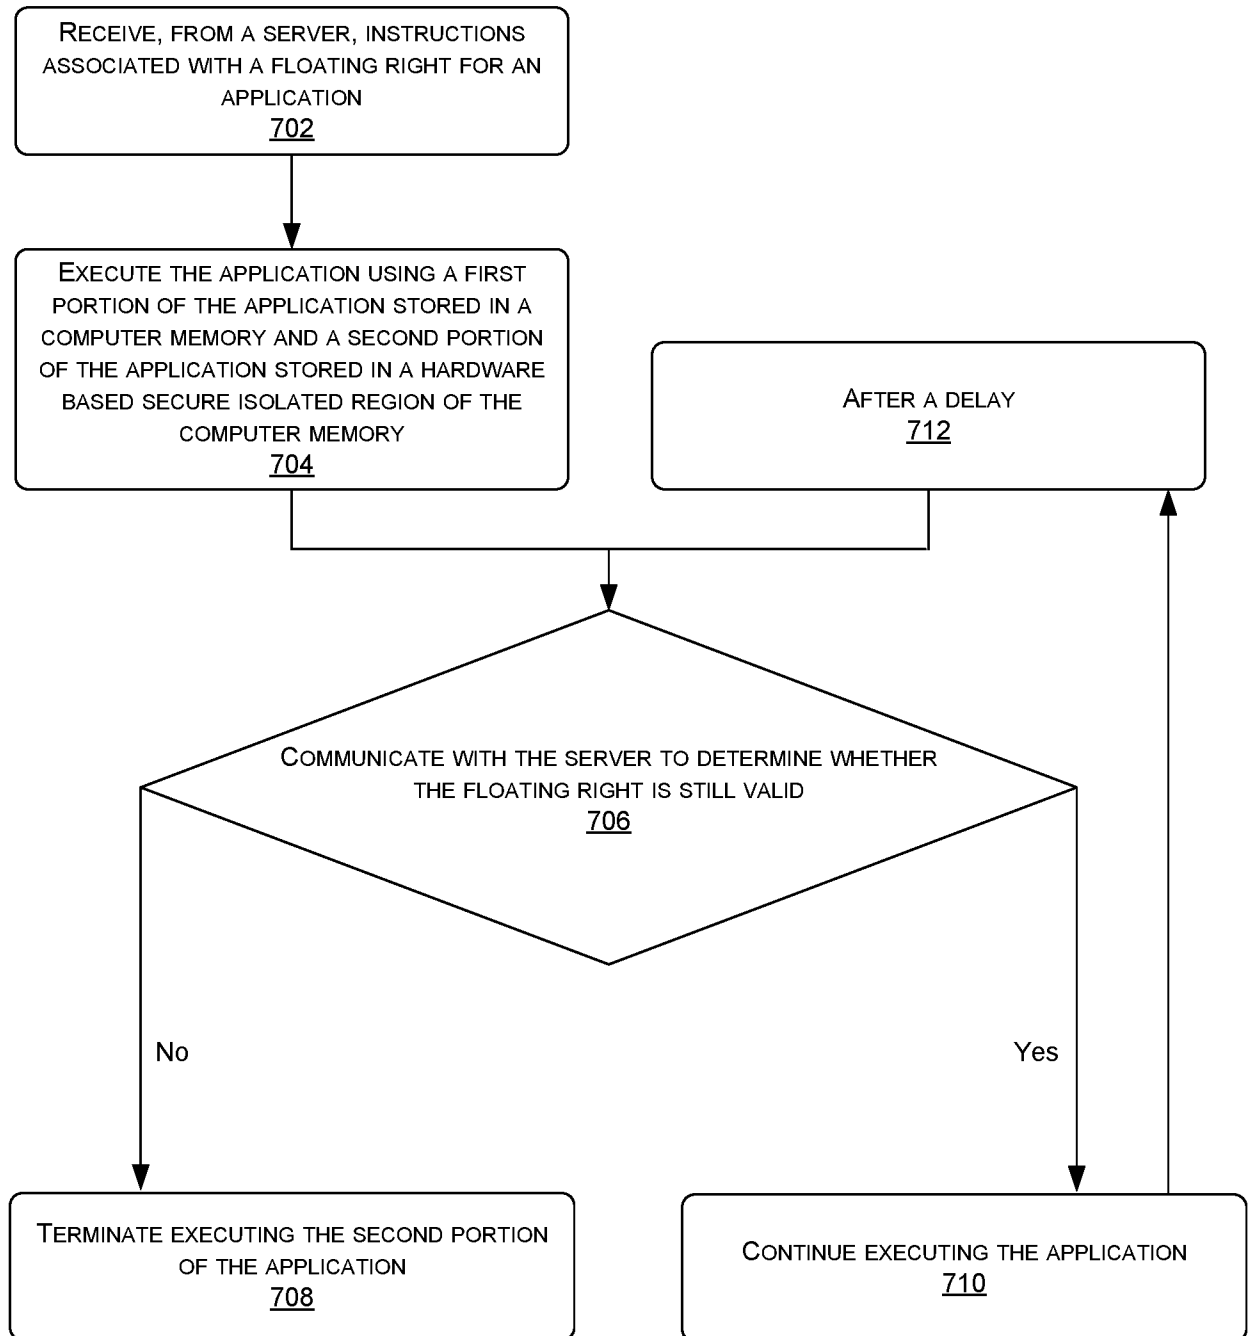 RECEIVE, FROM A SERVER, INSTRUCTIONS
ASSOCIATED WITH A FLOATING RIGHT FOR AN
APPLICATION
702
EXECUTE THE APPLICATION USING A FIRST
PORTION OF THE APPLICATION STORED IN A
COMPUTER MEMORY AND A SECOND PORTION
OF THE APPLICATION STORED IN A HARDWARE
BASED SECURE ISOLATED REGION OF THE
COMPUTER MEMORY
704
AFTER A DELAY
712
COMMUNICATE WITH THE SERVER TO DETERMINE WHETHER
THE FLOATING RIGHT IS STILL VALID
706
No
Yes
TERMINATE EXECUTING THE SECOND PORTION
OF THE APPLICATION
708
CONTINUE EXECUTING THE APPLICATION
710